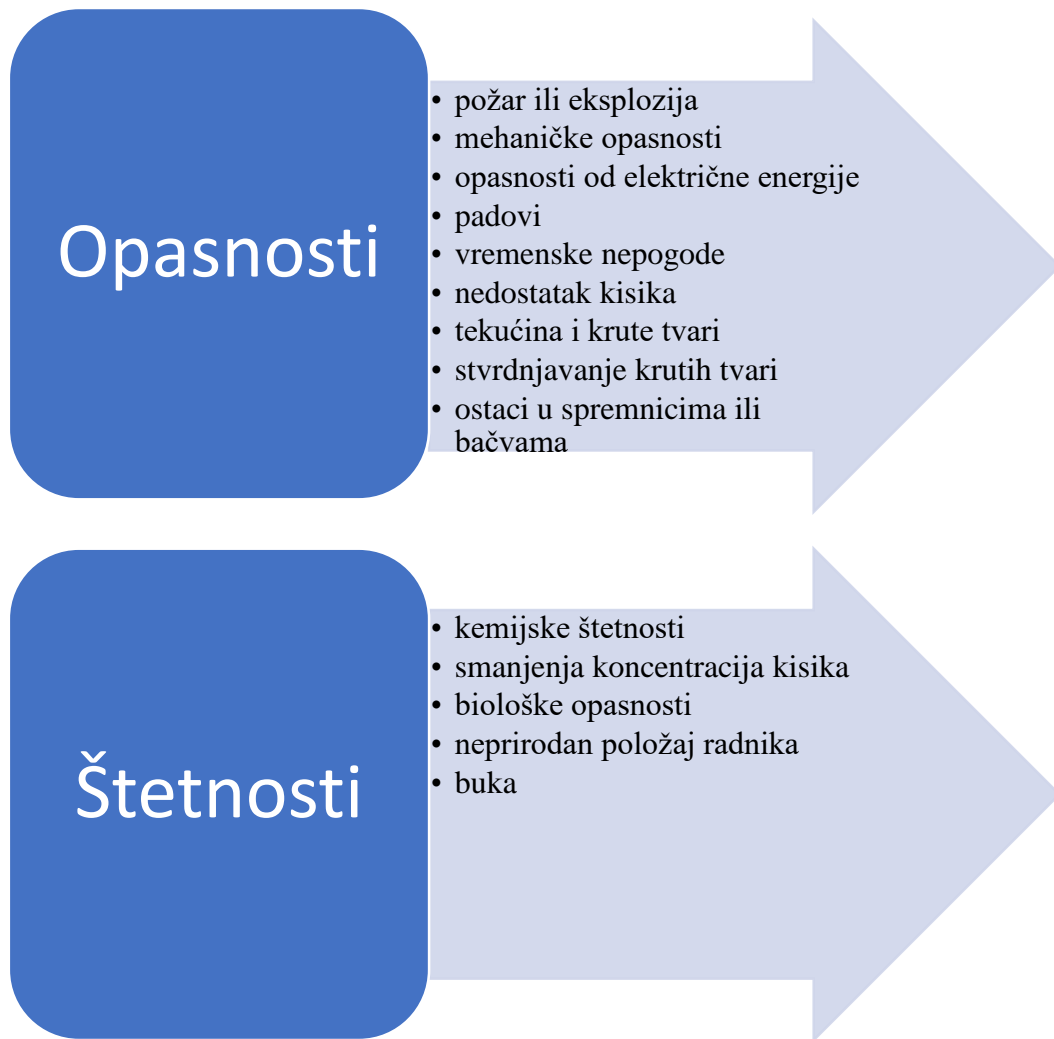 Opasnosti
• požar ili eksplozija
• mehaničke opasnosti
• opasnosti od električne energije
• padovi
• vremenske nepogode
• nedostatak kisika
• tekućina i krute tvari
• stvrdnjavanje krutih tvari
• ostaci u spremnicima ili
bačvama
Štetnosti
• kemijske štetnosti
• smanjenja koncentracija kisika
• biološke opasnosti
• neprirodan položaj radnika
• buka